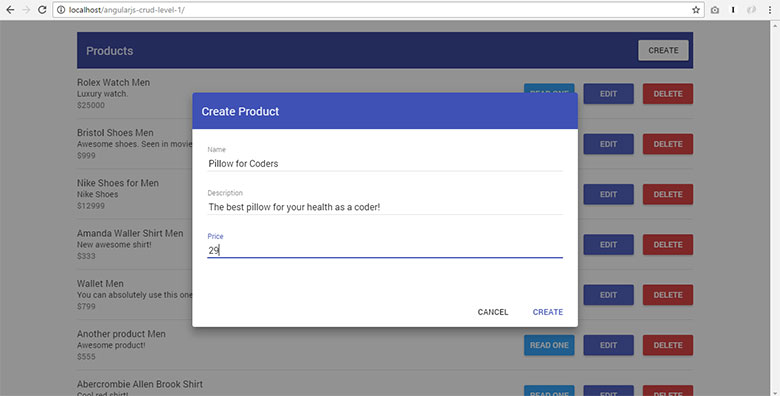 localhost/angularjs-crud-level-1/
Products
CREATE
Rolex Watch Men
Luxury watch.
$25000
READ ONE EDIT DELETE
Bristol Shoes Men
Awesome shoes. Seen in movie
$999
EDIT DELETE
Nike Shoes for Men
Nike Shoes
$12999
EDIT DELETE
Amanda Waller Shirt Men
New awesome shirt!
$333
EDIT DELETE
Wallet Men
You can absolutely use this one
$799
EDIT DELETE
Another product Men
Awesome product!
$555
READ ONE EDIT DELETE
Abercrombie Allen Brook Shirt
Cool red shirt!
READ ONE EDIT DELETE
Create Product
Name
Pillow for Coders
Description
The best pillow for your health as a coder!
Price
29
CANCEL CREATE